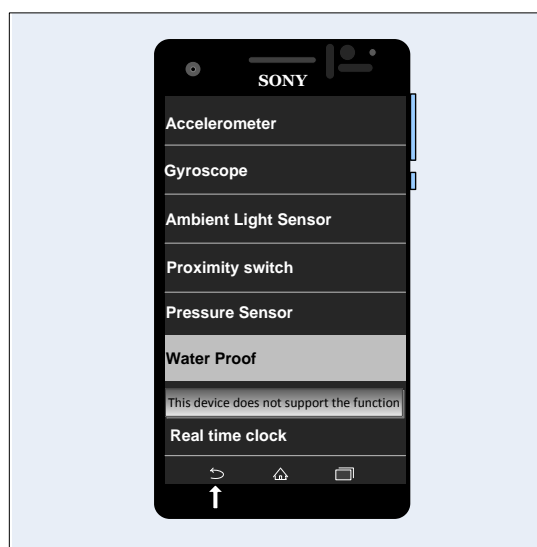 SONY
Accelerometer
Gyroscope
Ambient Light Sensor
Proximity switch
Pressure Sensor
Water Proof
This device does not support the function
Real time clock